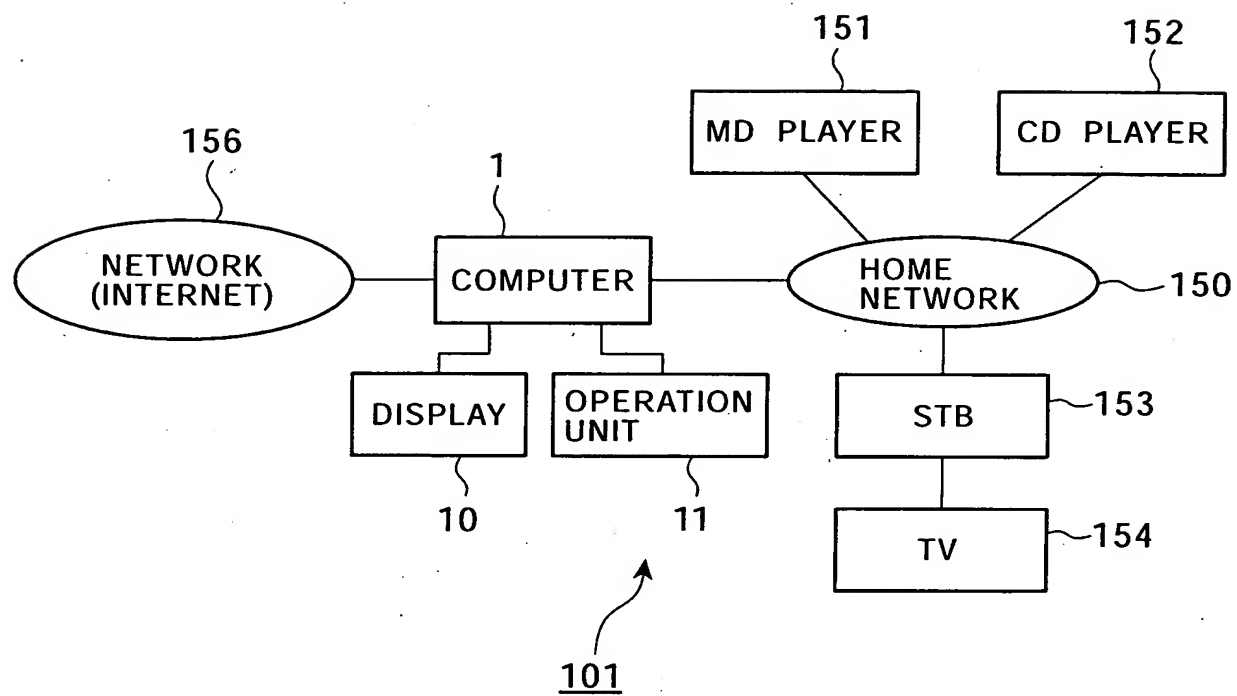 151
152
MD PLAYER
CD PLAYER
156
1
NETWORK
(INTERNET)
COMPUTER
HOME
NETWORK
150
DISPLAY
OPERATION
UNIT
STB
153
10
11
TV
154
101